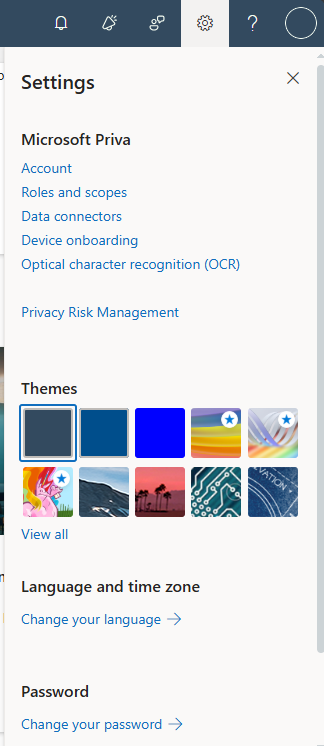 Settings
Microsoft Priva
Account
Roles and scopes
Data connectors
Device onboarding
Optical character recognition (OCR)
Privacy Risk Management
Themes
View all
Language and time zone
Change your language
Password
Change your password